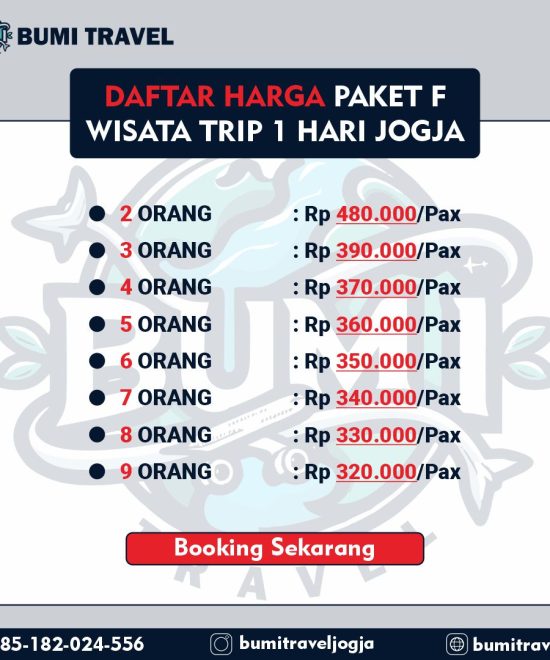 BUMI TRAVEL
DAFTAR HARGA PAKET F
WISATA TRIP 1 HARI JOGJA
2 ORANG : Rp 480.000/Pax
3 ORANG : Rp 390.000/Pax
4 ORANG : Rp 370.000/Pax
5 ORANG : Rp 360.000/Pax
6 ORANG : Rp 350.000/Pax
7 ORANG : Rp 340.000/Pax
8 ORANG : Rp 330.000/Pax
9 ORANG : Rp 320.000/Pax
BUMI
TRAVEL
Booking Sekarang
85-182-024-556 bumitraveljogja bumitrav